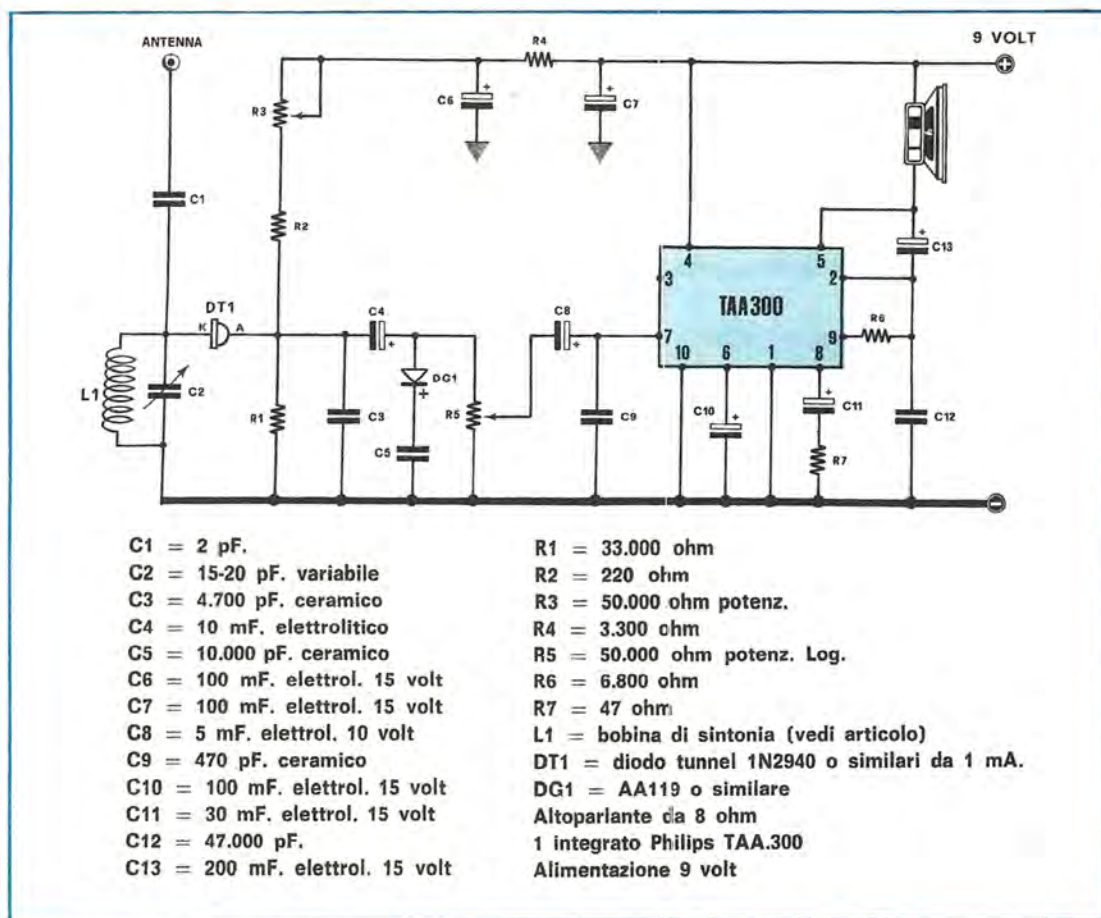 ANTENNA
9 VOLT
R4
+
C6
+
C7
R3
C1
R2
+
C13
4
5
3
2
TAA300
DT1
K
A
C4
+
C8
+
7
9
R6
10
6
1
8
L1
C2
DG1
+
R5
R1
C3
C9
C10
+
+
C11
C12
C5
R7
C1 = 2 pF.
C2 = 15-20 pF. variabile
C3 = 4.700 pF. ceramico
C4 = 10 mF. elettrolitico
C5 = 10.000 pF. ceramico
C6 = 100 mF. elettrol. 15 volt
C7 = 100 mF. elettrol. 15 volt
C8 = 5 mF. elettrol. 10 volt
C9 = 470 pF. ceramico
C10 = 100 mF. elettrol. 15 volt
C11 = 30 mF. elettrol. 15 volt
C12 = 47.000 pF.
C13 = 200 mF. elettrol. 15 volt
R1 = 33.000 ohm
R2 = 220 ohm
R3 = 50.000 ohm potenz.
R4 = 3.300 ohm
R5 = 50.000 ohm potenz. Log.
R6 = 6.800 ohm
R7 = 47 ohm
L1 = bobina di sintonia (vedi articolo)
DT1 = diodo tunnel 1N2940 o similari da 1 mA.
DG1 = AA119 o similare
Altoparlante da 8 ohm
1 integrato Philips TAA.300
Alimentazione 9 volt